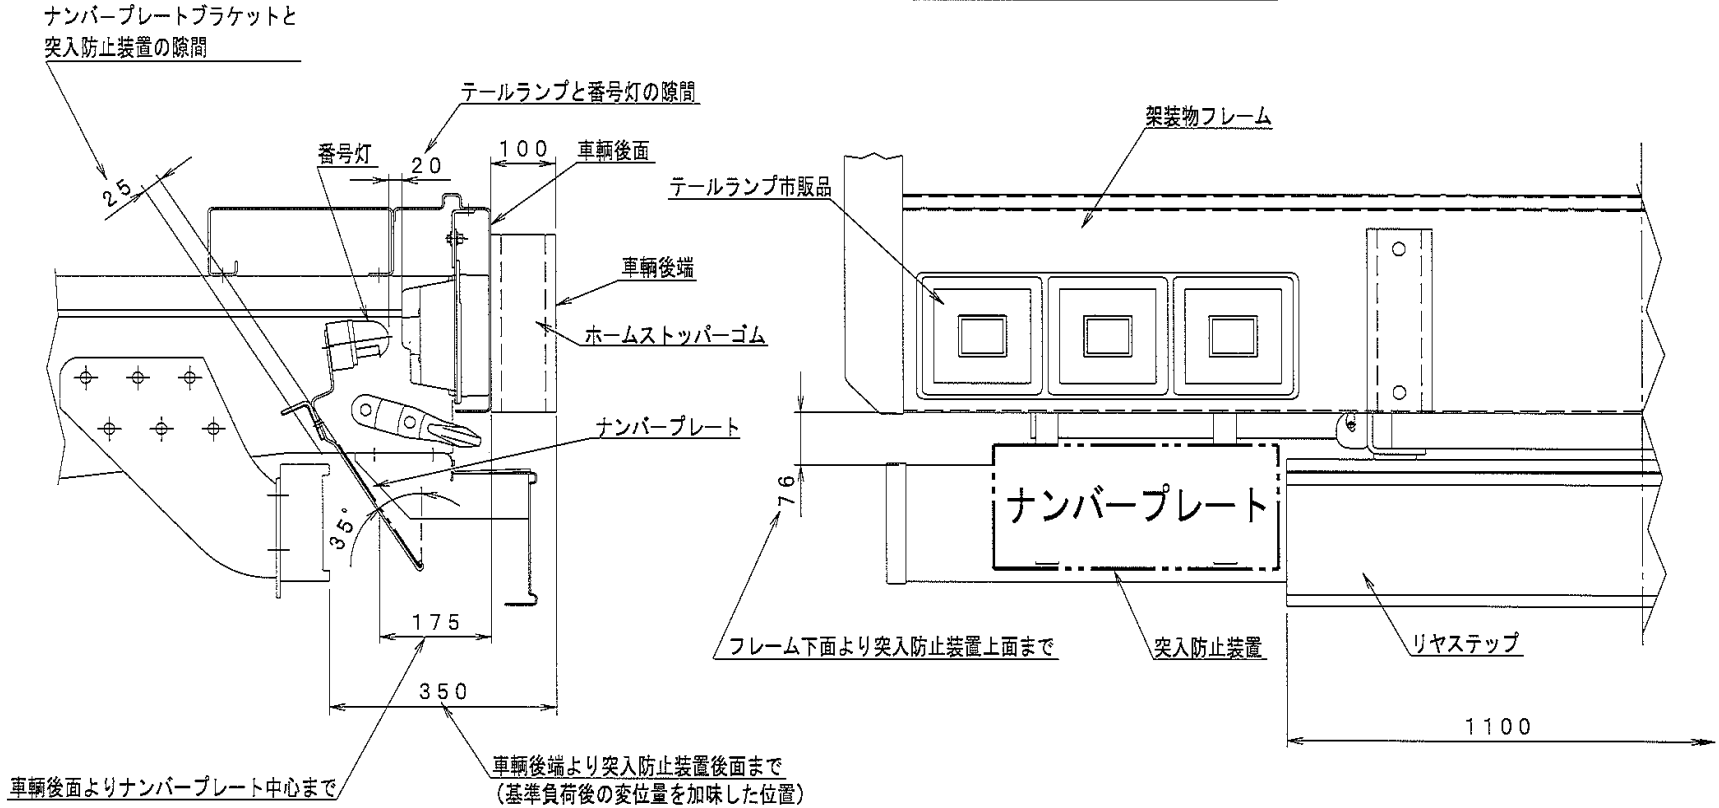 ナンバープレートブラケットと
突入防止装置の隙間
テールランプと番号灯の隙間
番号灯
20
100
車輌後面
25
車輌後端
ホームストッパーゴム
ナンバープレート
35°
175
350
車輌後面よりナンバープレート中心まで
車輌後端より突入防止装置後面まで
（基準負荷後の変位量を加味した位置）
架装物フレーム
テールランプ市販品
76
ナンバープレート
フレーム下面より突入防止装置上面まで
突入防止装置
リヤステップ
1100